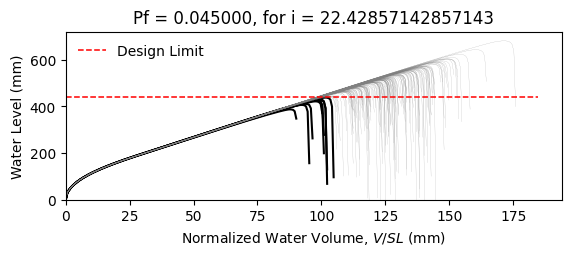 Pf = 0.045000, for i = 22.42857142857143
Design Limit
Water Level (mm)
600
400
200
0
0 25 50 75 100 125 150 175
Normalized Water Volume, V/SL (mm)